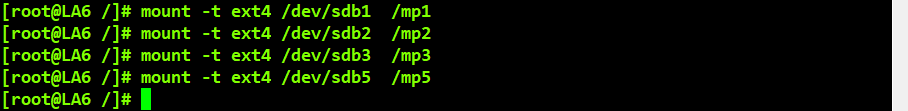 [root@LA6 /]# mount -t ext4 /dev/sdb1  /mp1
[root@LA6 /]# mount -t ext4 /dev/sdb2  /mp2
[root@LA6 /]# mount -t ext4 /dev/sdb3  /mp3
[root@LA6 /]# mount -t ext4 /dev/sdb5  /mp5
[root@LA6 /]#